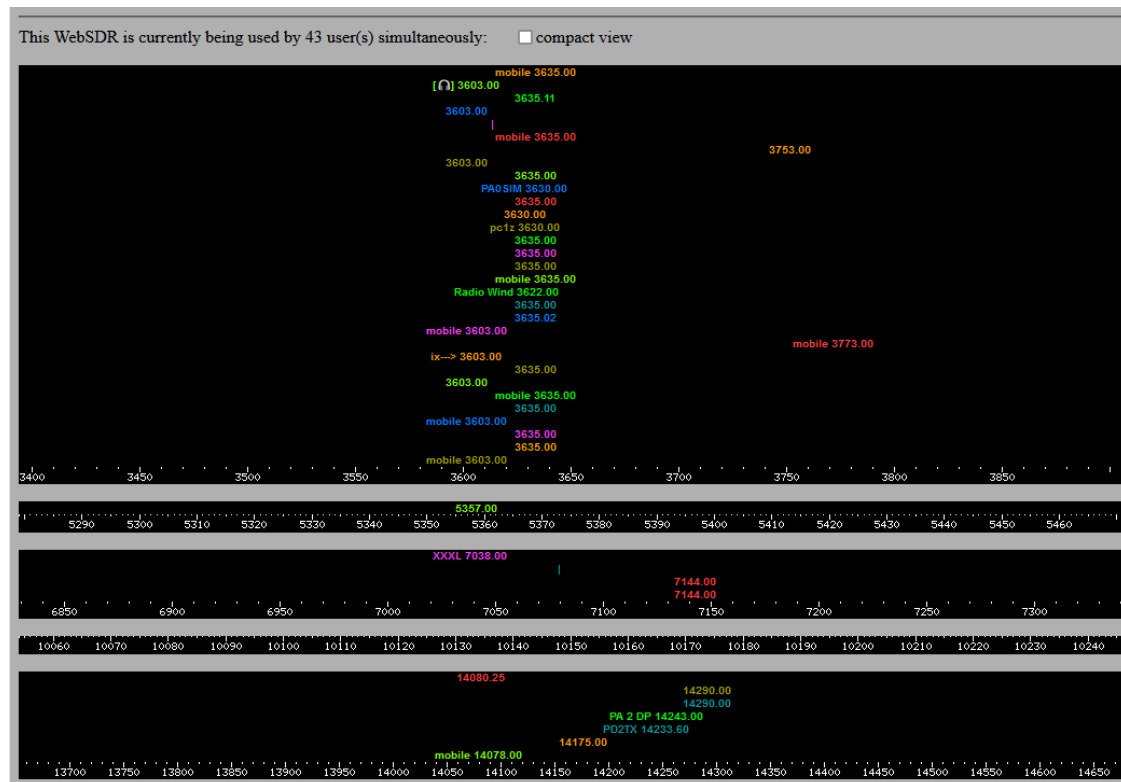 This WebSDR is currently being used by 43 user(s) simultaneously: compact view
mobile 3635.00
[🎧] 3603.00
3635.11
3603.00
|
mobile 3635.00
3753.00
3603.00
3635.00
PA0SIM 3630.00
3635.00
3630.00
pc1z 3630.00
3635.00
3635.00
3635.00
mobile 3635.00
Radio Wind 3622.00
3635.00
3635.02
mobile 3603.00
mobile 3773.00
ix---> 3603.00
3635.00
3603.00
mobile 3635.00
3635.00
mobile 3603.00
3635.00
3635.00
mobile 3603.00
3400 3450 3500 3550 3600 3650 3700 3750 3800 3850
5357.00
5290 5300 5310 5320 5330 5340 5350 5360 5370 5380 5390 5400 5410 5420 5430 5440 5450 5460
XXXL 7038.00
|
7144.00
7144.00
6850 6900 6950 7000 7050 7100 7150 7200 7250 7300
10060 10070 10080 10090 10100 10110 10120 10130 10140 10150 10160 10170 10180 10190 10200 10210 10220 10230 10240
14080.25
14290.00
14290.00
PA 2 DP 14243.00
PD2TX 14233.60
14175.00
mobile 14078.00
13700 13750 13800 13850 13900 13950 14000 14050 14100 14150 14200 14250 14300 14350 14400 14450 14500 14550 14600 14650